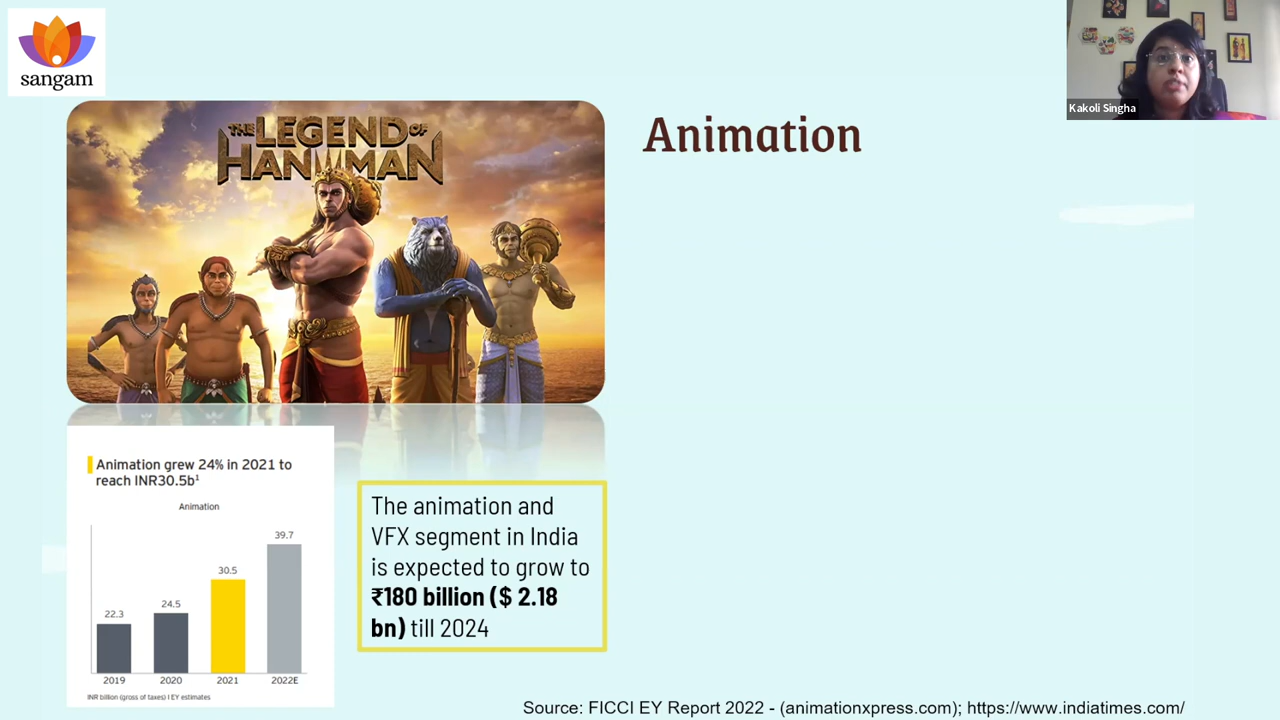 sangam
Kakoli Singha
THE LEGEND OF
HANUMAN
Animation
Animation grew 24% in 2021 to
reach INR30.5b¹
Animation
39.7
30.5
24.5
22.3
2019 2020 2021 2022E
INR billion (gross of taxes) I EY estimates
The animation and
VFX segment in India
is expected to grow to
₹180 billion ($ 2.18
bn) till 2024
Source: FICCI EY Report 2022 - (animationxpress.com); https://www.indiatimes.com/